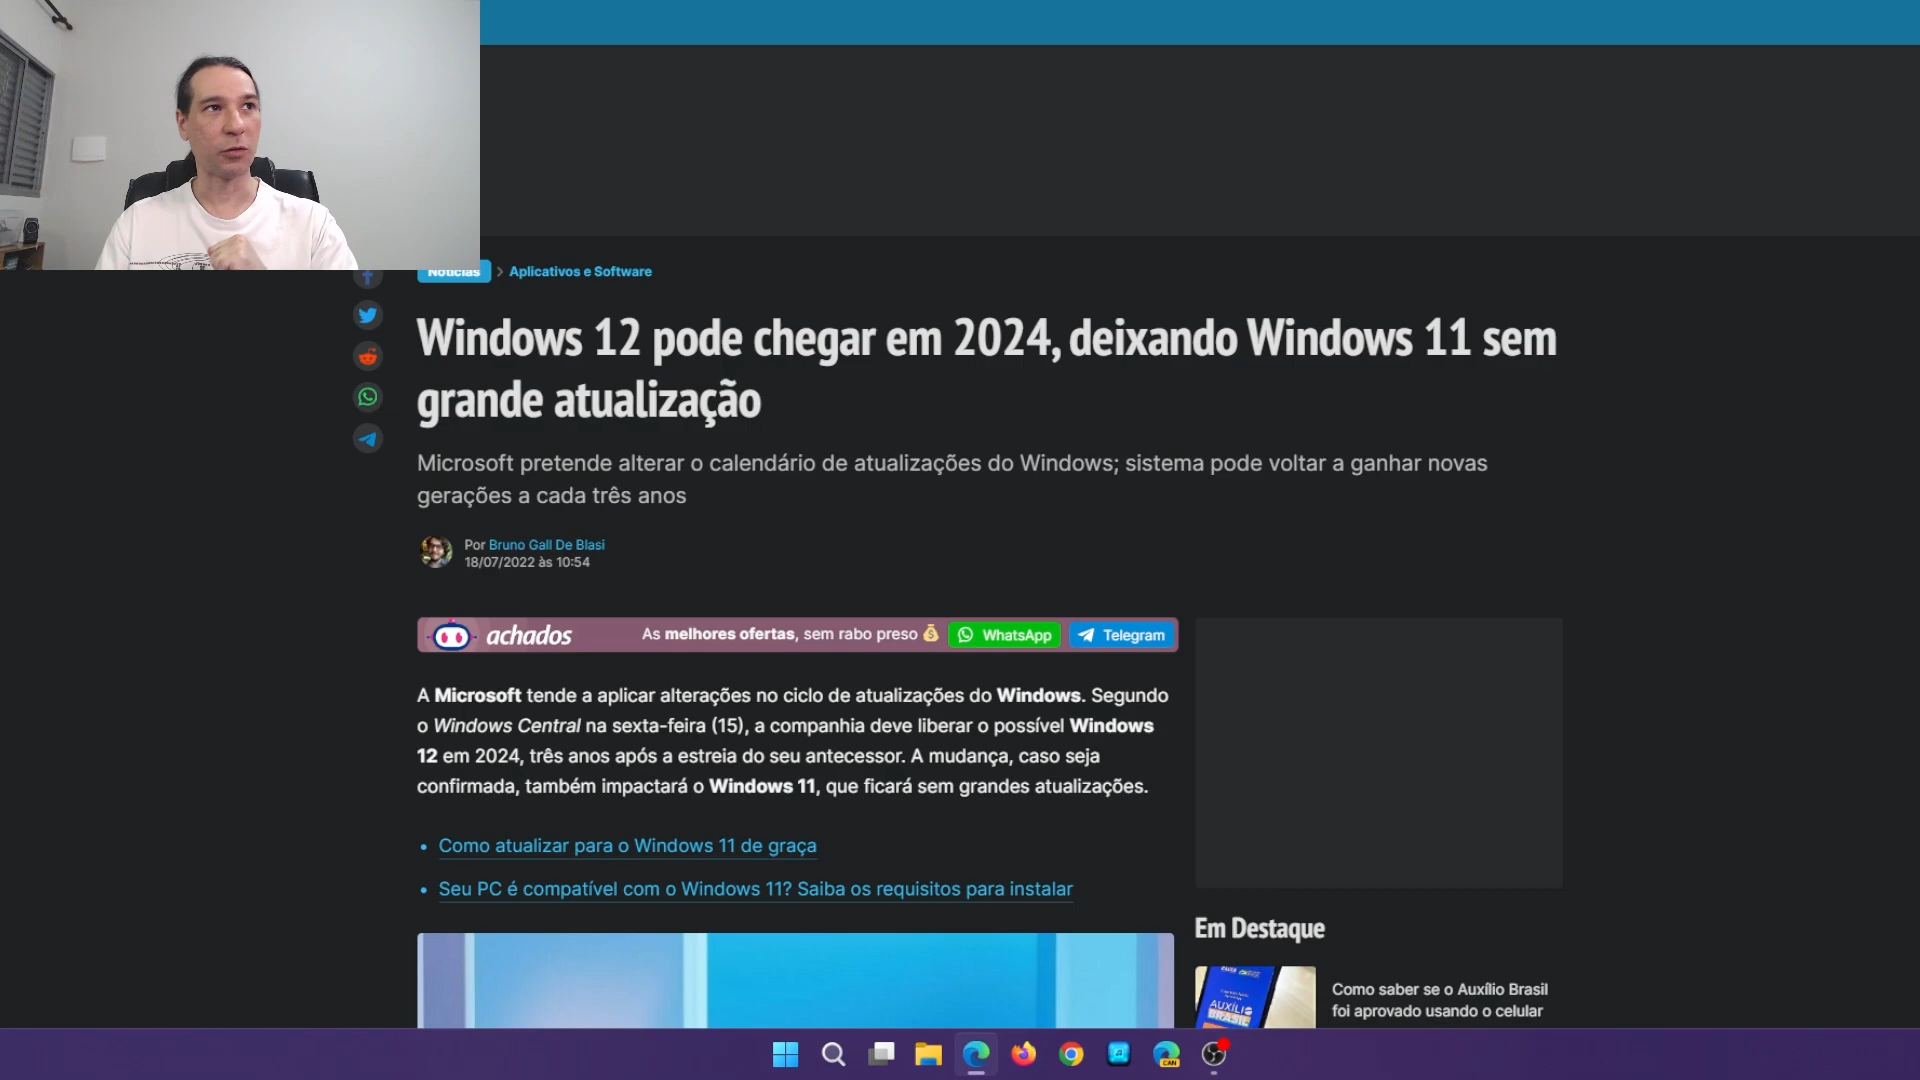 Notícias > Aplicativos e Software
Windows 12 pode chegar em 2024, deixando Windows 11 sem
grande atualização
Microsoft pretende alterar o calendário de atualizações do Windows; sistema pode voltar a ganhar novas
gerações a cada três anos
Por Bruno Gall De Blasi
18/07/2022 às 10:54
achados
As melhores ofertas, sem rabo preso
WhatsApp
Telegram
A Microsoft tende a aplicar alterações no ciclo de atualizações do Windows. Segundo
o Windows Central na sexta-feira (15), a companhia deve liberar o possível Windows
12 em 2024, três anos após a estreia do seu antecessor. A mudança, caso seja
confirmada, também impactará o Windows 11, que ficará sem grandes atualizações.
• Como atualizar para o Windows 11 de graça
• Seu PC é compatível com o Windows 11? Saiba os requisitos para instalar
Em Destaque
AUXÍLIO
BRASIL
Como saber se o Auxílio Brasil
foi aprovado usando o celular
CAN